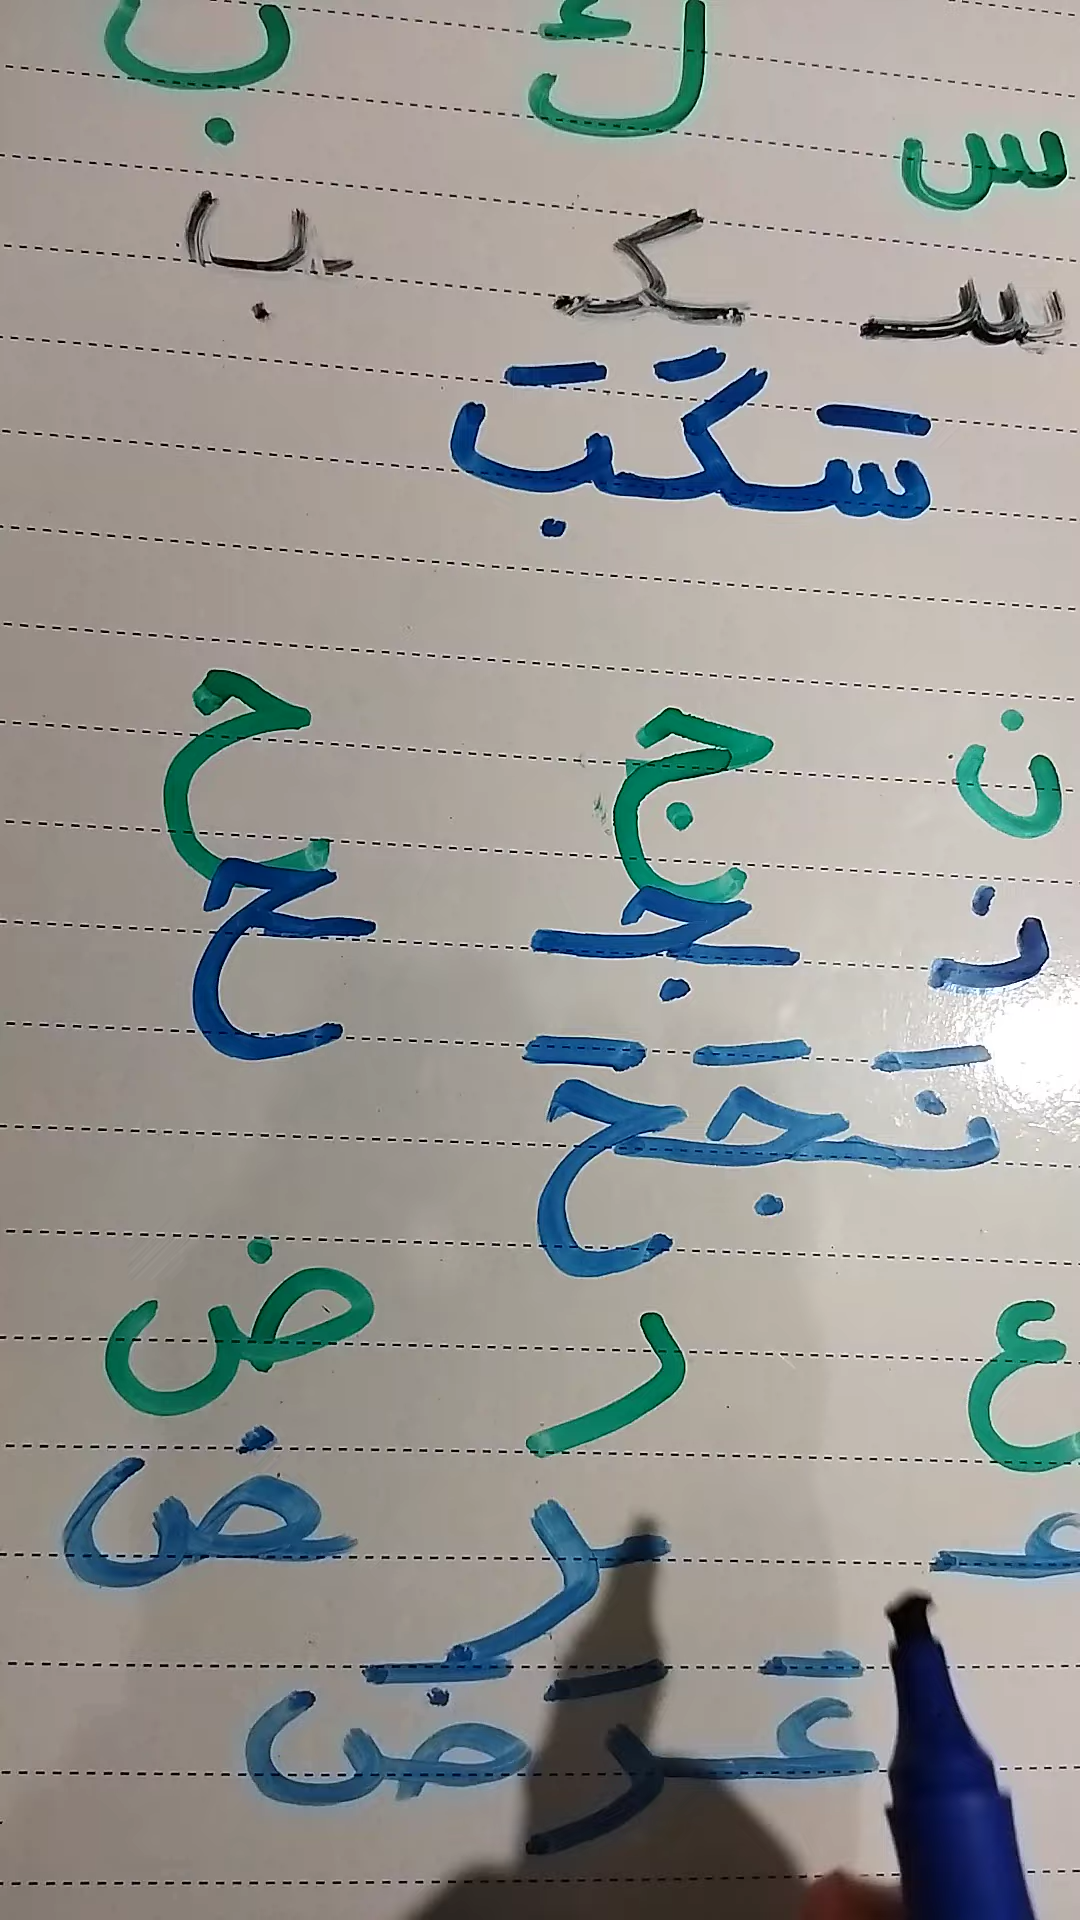 س ك ب
سـ ـكـ ـب
سَكَبَ
ن ج ح
نـ ـجـ ـح
نَجَحَ
ع ر ض
عـ ـر ـض
عَرَضَ